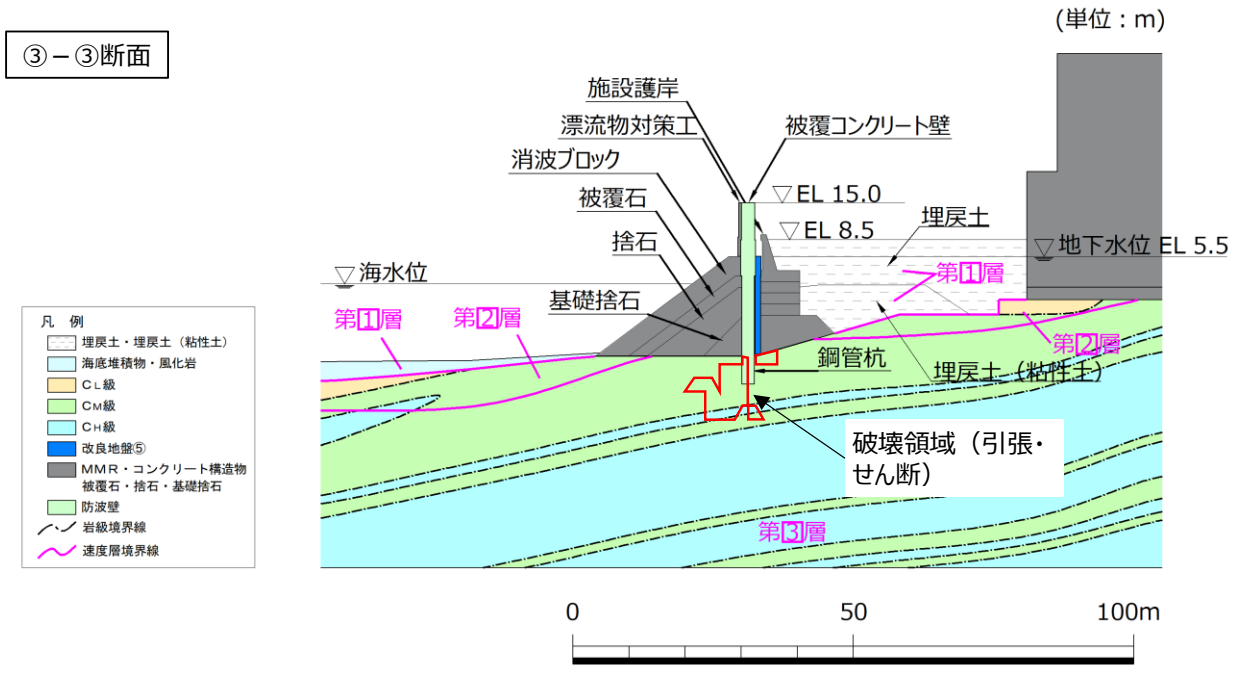 (単位：m)
③－③断面
施設護岸
漂流物対策工
被覆コンクリート壁
消波ブロック
被覆石
EL 15.0
埋戻土
捨石
EL 8.5
地下水位 EL 5.5
海水位
第1層
基礎捨石
第1層
第2層
第2層
鋼管杭
埋戻土（粘性土）
破壊領域（引張・
せん断）
第3層
凡 例
埋戻土・埋戻土（粘性土）
海底堆積物・風化岩
CL級
CM級
CH級
改良地盤⑤
MMR・コンクリート構造物
被覆石・捨石・基礎捨石
防波壁
岩級境界線
速度層境界線
0
50
100m